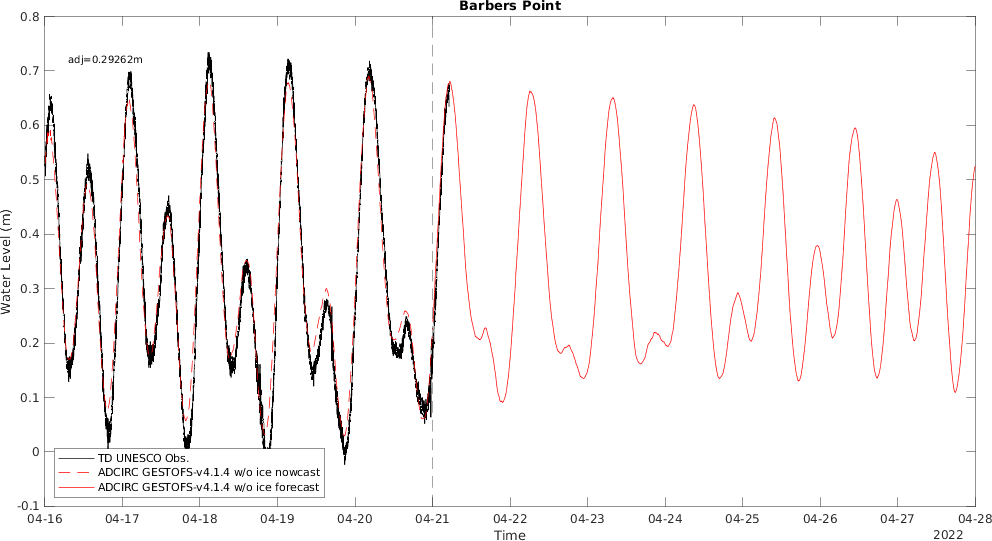 Barbers Point
0.8
adj=0.29262m
0.7
0.6
0.5
0.4
0.3
0.2
0.1
0
-0.1
Water Level (m)
TD UNESCO Obs.
ADCIRC GESTOFS-v4.1.4 w/o ice nowcast
ADCIRC GESTOFS-v4.1.4 w/o ice forecast
04-16 04-17 04-18 04-19 04-20 04-21 04-22 04-23 04-24 04-25 04-26 04-27 04-28
Time
2022